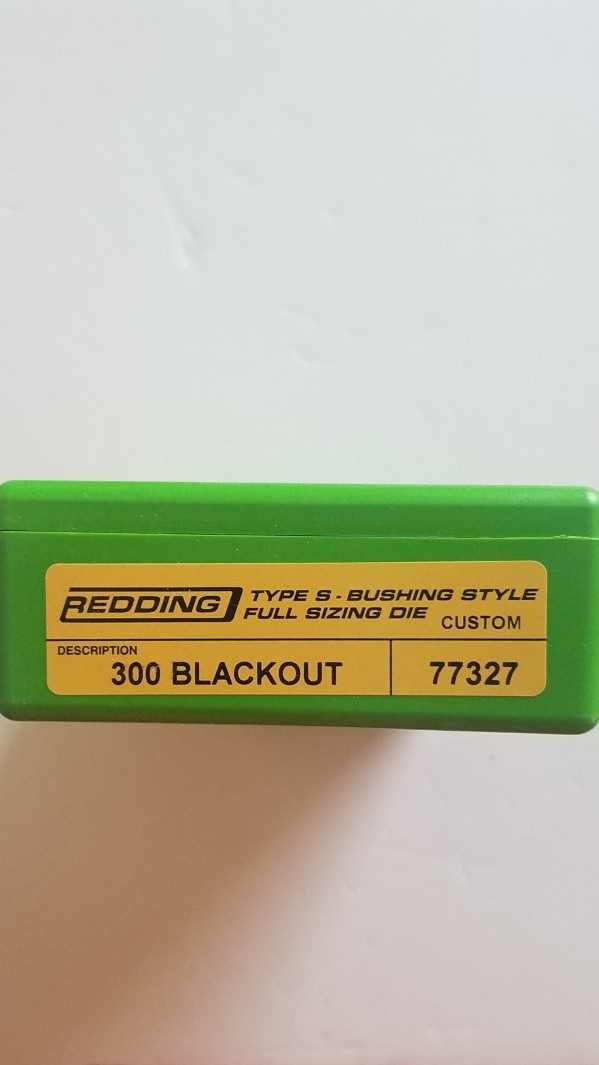 REDDING
TYPE S - BUSHING STYLE
FULL SIZING DIE
CUSTOM
DESCRIPTION
300 BLACKOUT
77327